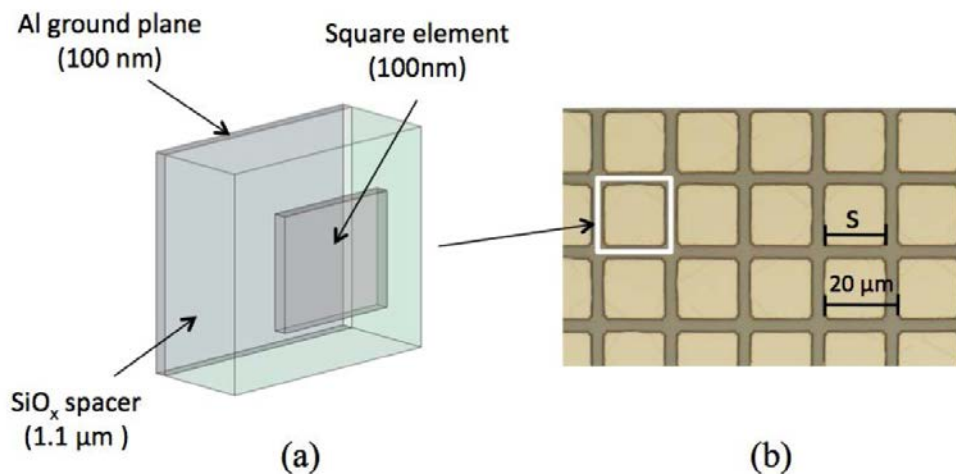 Al ground plane
(100 nm)
Square element
(100nm)
S
20 μm
SiOₓ spacer
(1.1 μm )
(a)
(b)